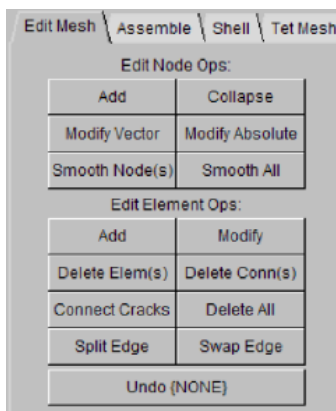 Edit Mesh Assemble Shell Tet Mesh
Edit Node Ops:
Add Collapse
Modify Vector Modify Absolute
Smooth Node(s) Smooth All
Edit Element Ops:
Add Modify
Delete Elem(s) Delete Conn(s)
Connect Cracks Delete All
Split Edge Swap Edge
Undo {NONE}